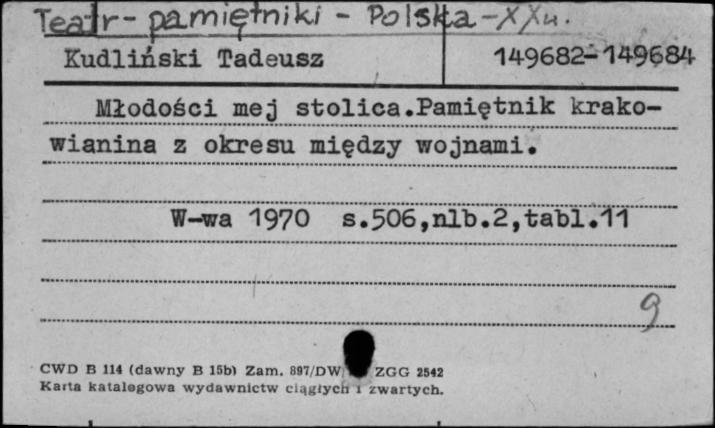 Teatr - pamiętniki - Polska - XX w.
Kudliński Tadeusz 149682-149684
Młodości mej stolica.Pamiętnik krako-
wianina z okresu między wojnami.
W-wa 1970 s.506,nlb.2,tabl.11
9
CWD B 114 (dawny B 15b) Zam. 897/DW ZGG 2542
Karta katalogowa wydawnictw ciągłych i zwartych.